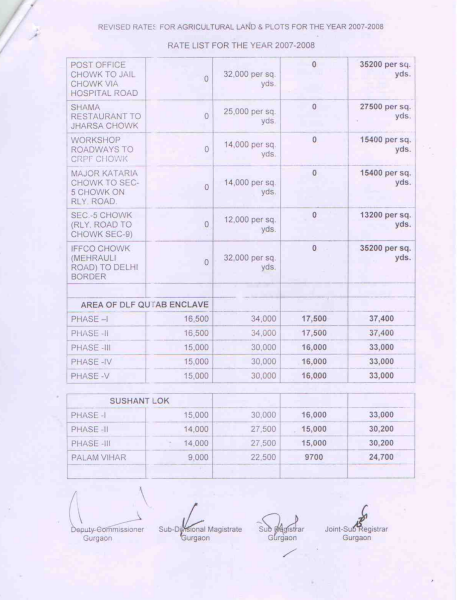 REVISED RATES FOR AGRICULTURAL LAND & PLOTS FOR THE YEAR 2007-2008
RATE LIST FOR THE YEAR 2007-2008
POST OFFICE CHOWK TO JAIL CHOWK VIA HOSPITAL ROAD 0 32,000 per sq. yds. 0 35200 per sq. yds.
SHAMA RESTAURANT TO JHARSA CHOWK 0 25,000 per sq. yds. 0 27500 per sq. yds.
WORKSHOP ROADWAYS TO CRPF CHOWK 0 14,000 per sq. yds. 0 15400 per sq. yds.
MAJOR KATARIA CHOWK TO SEC-5 CHOWK ON RLY. ROAD. 0 14,000 per sq. yds. 0 15400 per sq. yds.
SEC.-5 CHOWK (RLY. ROAD TO CHOWK SEC-9) 0 12,000 per sq. yds. 0 13200 per sq. yds.
IFFCO CHOWK (MEHRAULI ROAD) TO DELHI BORDER 0 32,000 per sq. yds. 0 35200 per sq. yds.
AREA OF DLF QUTAB ENCLAVE
PHASE –I 16,500 34,000 17,500 37,400
PHASE -II 16,500 34,000 17,500 37,400
PHASE -III 15,000 30,000 16,000 33,000
PHASE -IV 15,000 30,000 16,000 33,000
PHASE -V 15,000 30,000 16,000 33,000
SUSHANT LOK
PHASE -I 15,000 30,000 16,000 33,000
PHASE -II 14,000 27,500 15,000 30,200
PHASE -III 14,000 27,500 15,000 30,200
PALAM VIHAR 9,000 22,500 9700 24,700
Deputy Commissioner Sub-Divisional Magistrate Sub Registrar Joint-Sub Registrar
Gurgaon Gurgaon Gurgaon Gurgaon